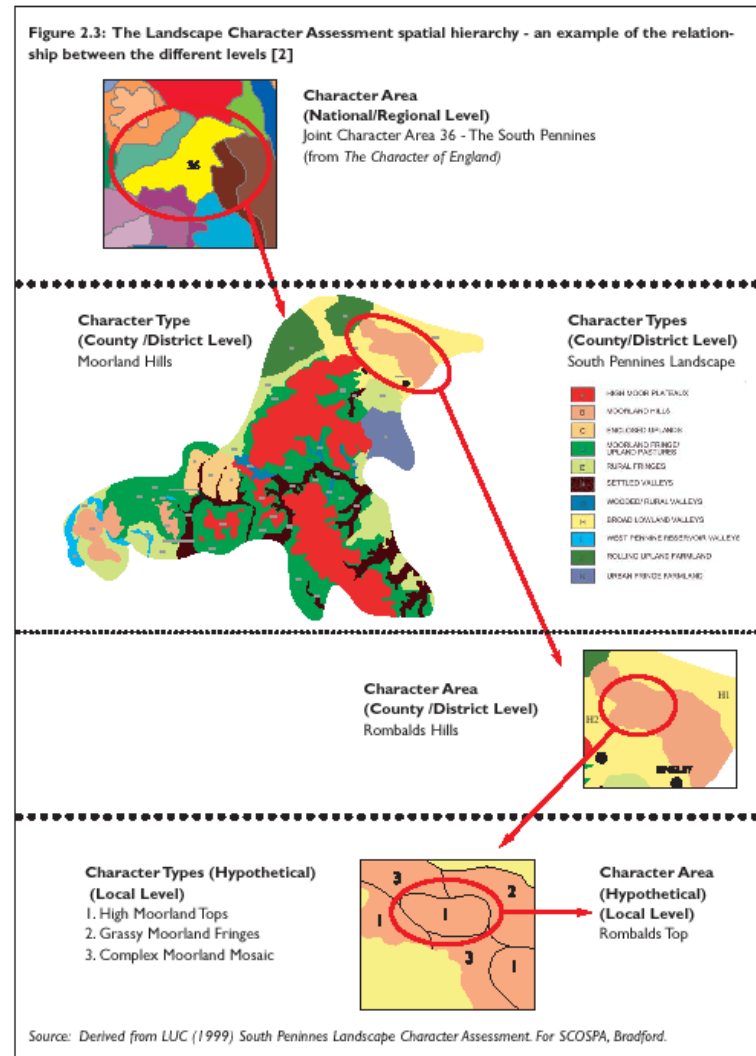 Figure 2.3: The Landscape Character Assessment spatial hierarchy - an example of the relation-
ship between the different levels [2]
36
Character Area
(National/Regional Level)
Joint Character Area 36 - The South Pennines
(from The Character of England)
Character Type
(County /District Level)
Moorland Hills
Character Types
(County/District Level)
South Pennines Landscape
HIGH MOOR PLATEAUX
B MOORLAND HILLS
C ENCLOSED UPLANDS
MOORLAND FRINGE/
UPLAND PASTURES
E RURAL FRINGES
SETTLED VALLEYS
WOODED/ RURAL VALLEYS
H BROAD LOWLAND VALLEYS
WEST PENNINE RESERVOIR VALLEYS
ROLLING UPLAND FARMLAND
URBAN FRINGE FARMLAND
Character Area
(County /District Level)
Rombalds Hills
H1
H2
BINGLEY
Character Types (Hypothetical)
(Local Level)
1. High Moorland Tops
2. Grassy Moorland Fringes
3. Complex Moorland Mosaic
3
2
1
1
3
1
Character Area
(Hypothetical)
(Local Level)
Rombalds Top
Source: Derived from LUC (1999) South Peninnes Landscape Character Assessment. For SCOSPA, Bradford.